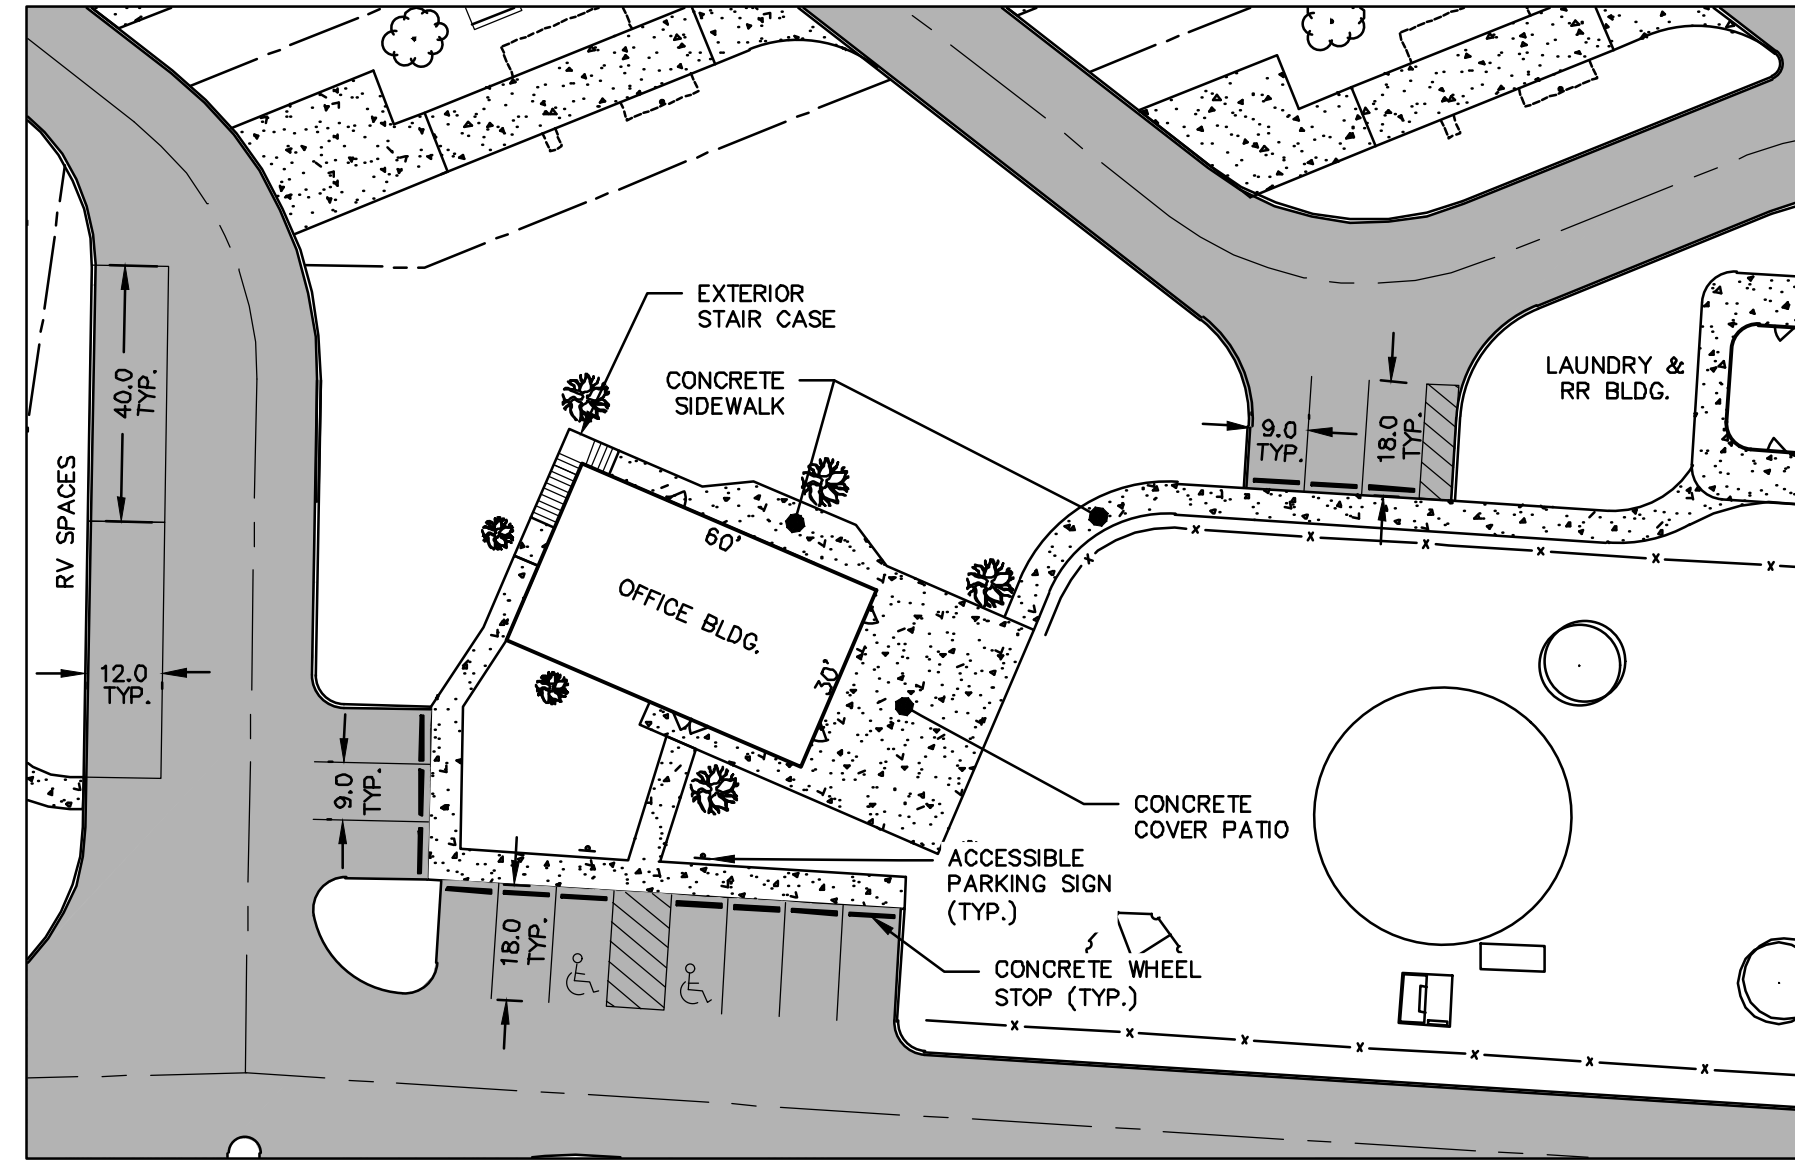 EXTERIOR
STAIR CASE
CONCRETE
SIDEWALK
LAUNDRY &
RR BLDG.
40.0
TYP.
9.0
TYP.
18.0
TYP.
RV SPACES
60'
OFFICE BLDG.
30'
12.0
TYP.
9.0
TYP.
CONCRETE
COVER PATIO
ACCESSIBLE
PARKING SIGN
(TYP.)
18.0
TYP.
CONCRETE WHEEL
STOP (TYP.)